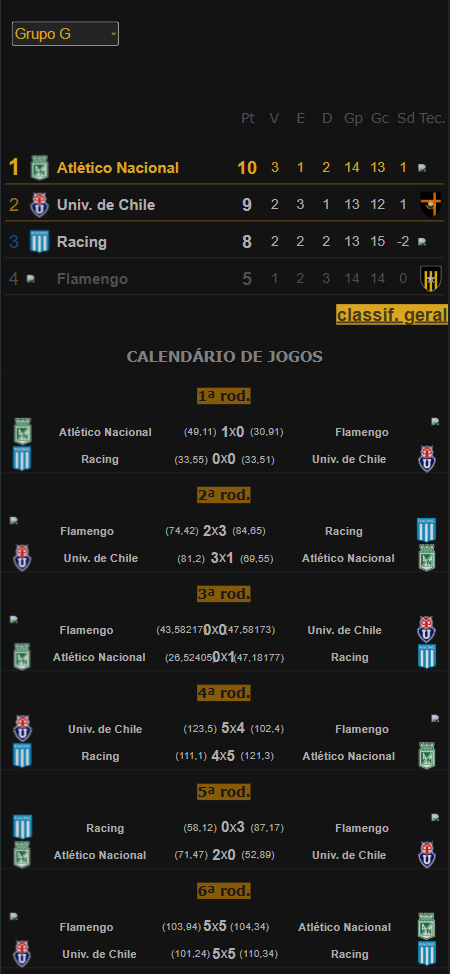 Grupo G
Pt V E D Gp Gc Sd Tec.
1 Atlético Nacional 10 3 1 2 14 13 1
2 Univ. de Chile 9 2 3 1 13 12 1
3 Racing 8 2 2 2 13 15 -2
4 Flamengo 5 1 2 3 14 14 0
classif. geral
CALENDÁRIO DE JOGOS
1ª rod.
Atlético Nacional (49,11) 1X0 (30,91) Flamengo
Racing (33,55) 0X0 (33,51) Univ. de Chile
2ª rod.
Flamengo (74,42) 2X3 (84,65) Racing
Univ. de Chile (81,2) 3X1 (69,55) Atlético Nacional
3ª rod.
Flamengo (43,58217) 0X0 (47,58173) Univ. de Chile
Atlético Nacional (26,52405) 0X1 (47,18177) Racing
4ª rod.
Univ. de Chile (123,5) 5X4 (102,4) Flamengo
Racing (111,1) 4X5 (121,3) Atlético Nacional
5ª rod.
Racing (58,12) 0X3 (87,17) Flamengo
Atlético Nacional (71,47) 2X0 (52,89) Univ. de Chile
6ª rod.
Flamengo (103,94) 5X5 (104,34) Atlético Nacional
Univ. de Chile (101,24) 5X5 (110,34) Racing